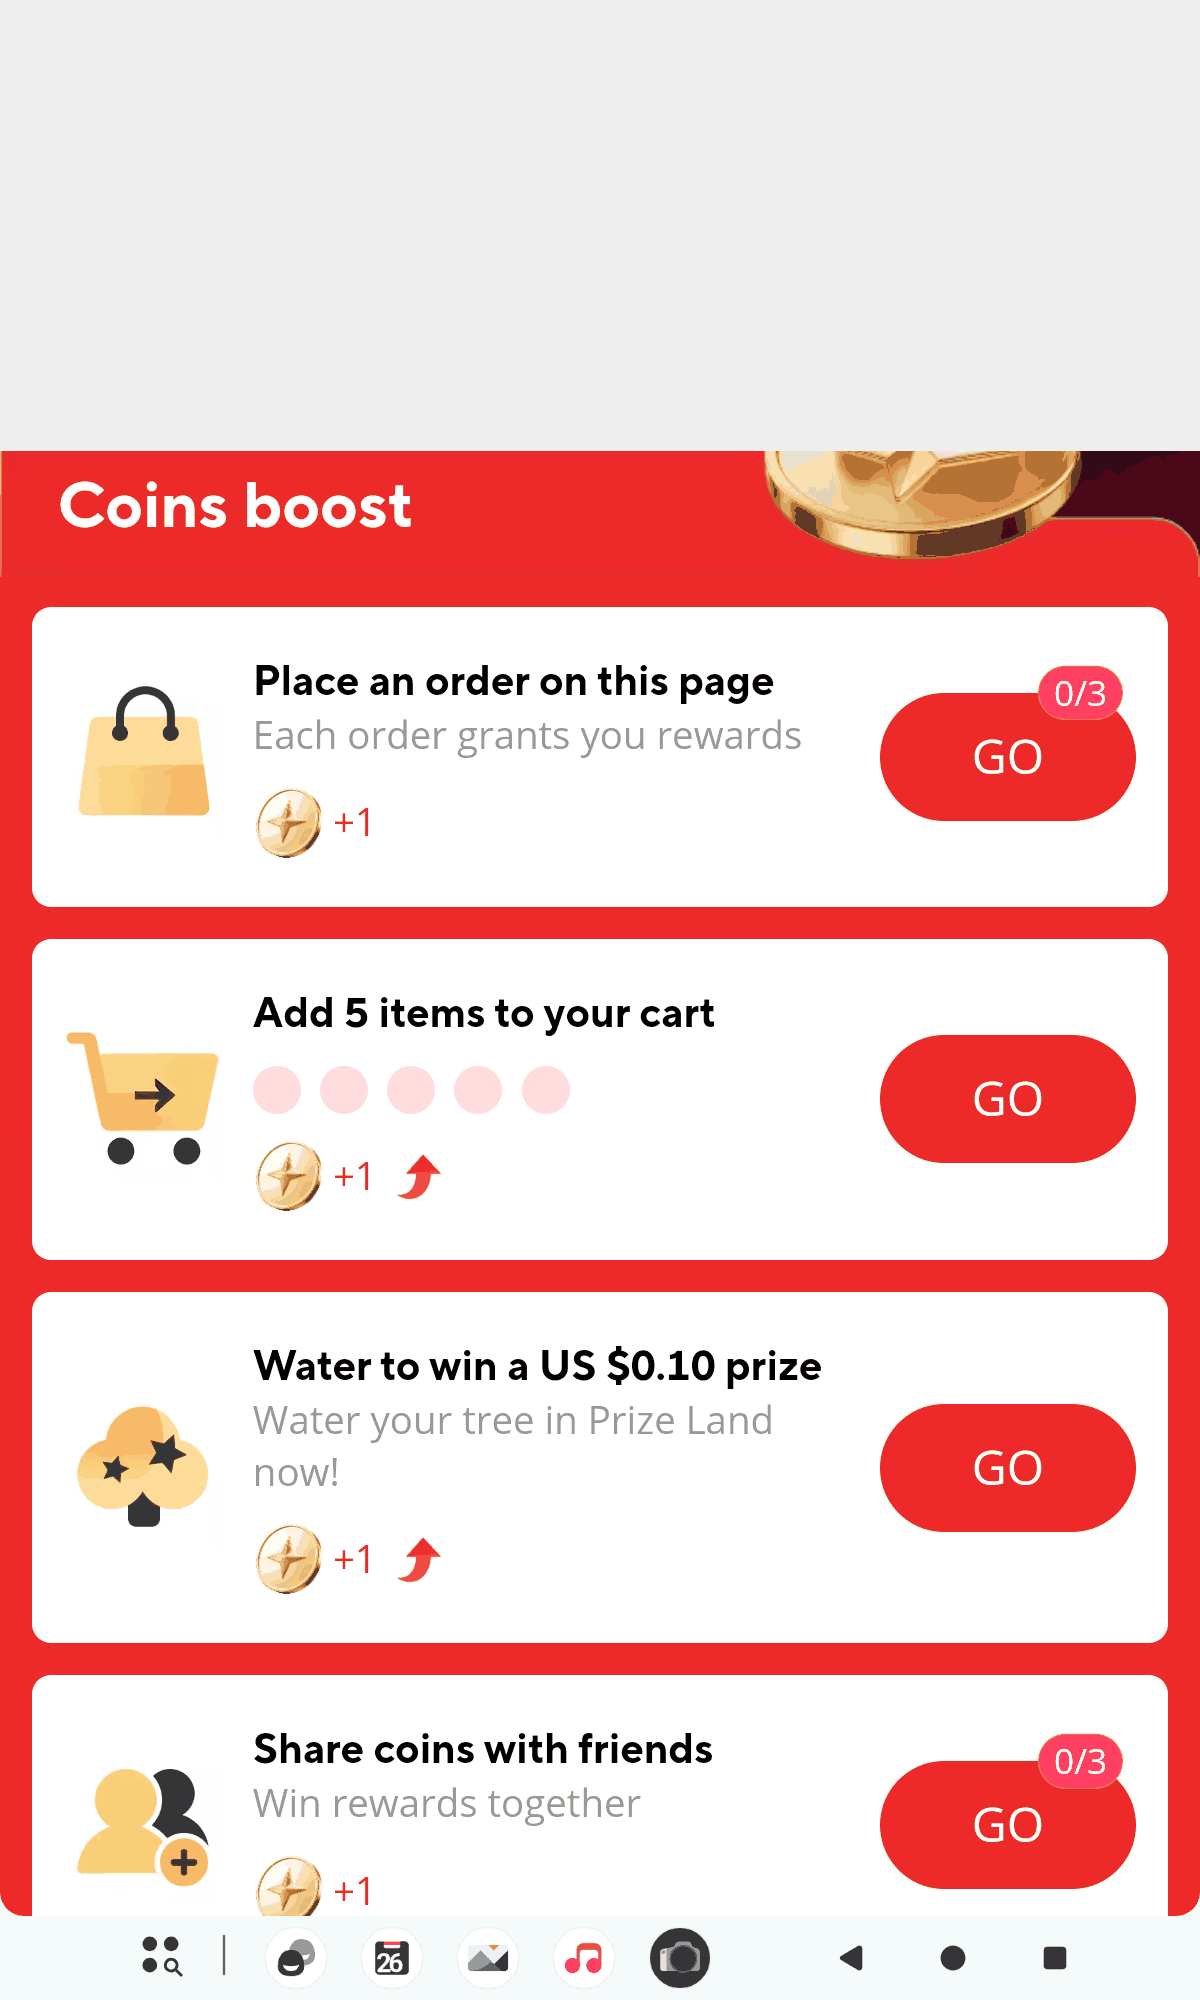 Coins boost
Place an order on this page
Each order grants you rewards
+1
0/3
GO
Add 5 items to your cart
+1
GO
Water to win a US $0.10 prize
Water your tree in Prize Land
now!
+1
GO
Share coins with friends
Win rewards together
+1
0/3
GO
26